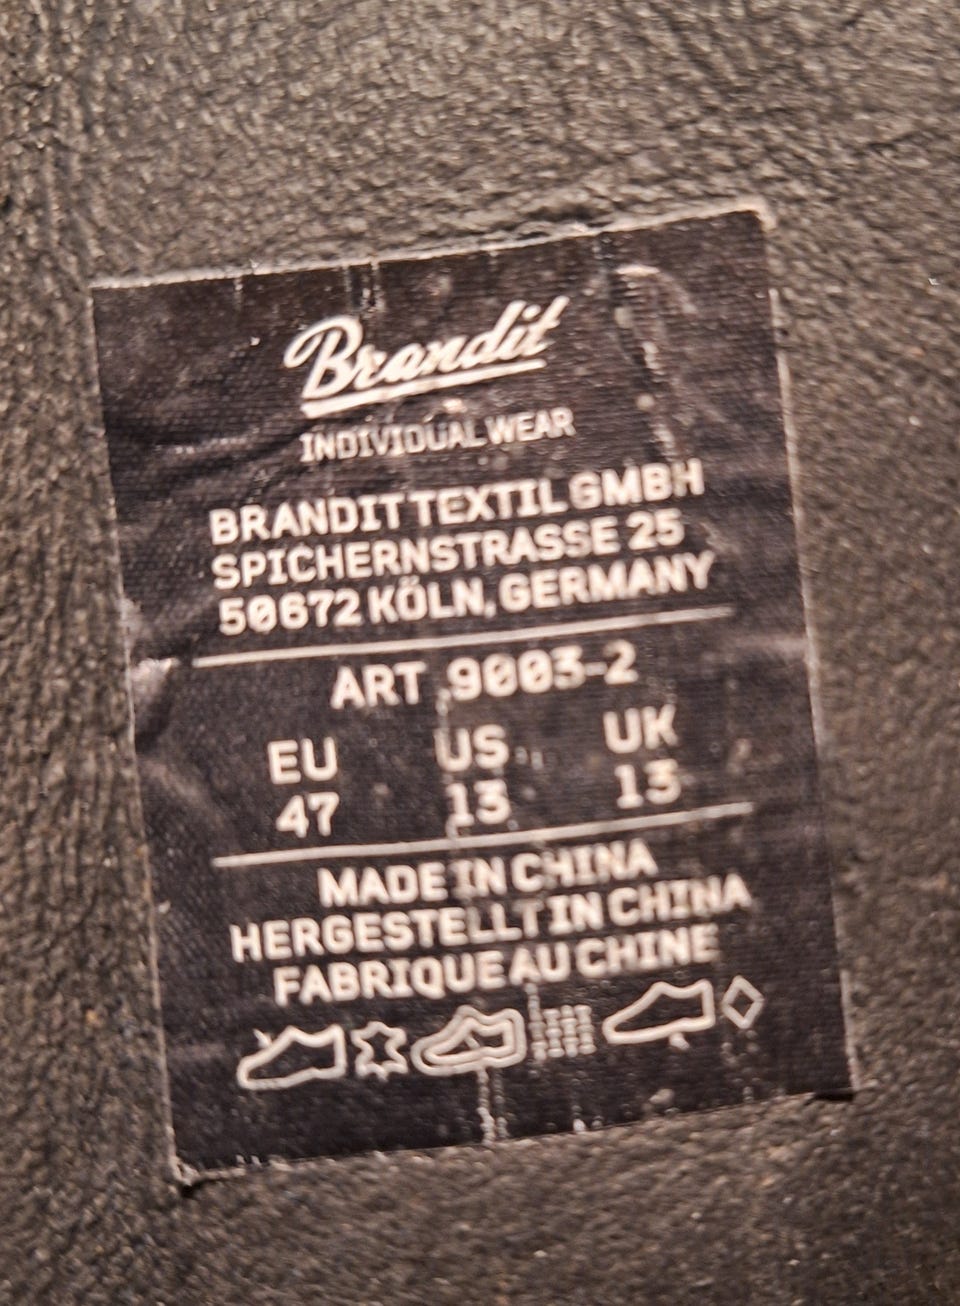 Brandit
INDIVIDUAL WEAR
BRANDIT TEXTIL GMBH
SPICHERNSTRASSE 25
50672 KÖLN, GERMANY
ART .9003-2
EU US UK
47 13 13
MADE IN CHINA
HERGESTELLT IN CHINA
FABRIQUE AU CHINE